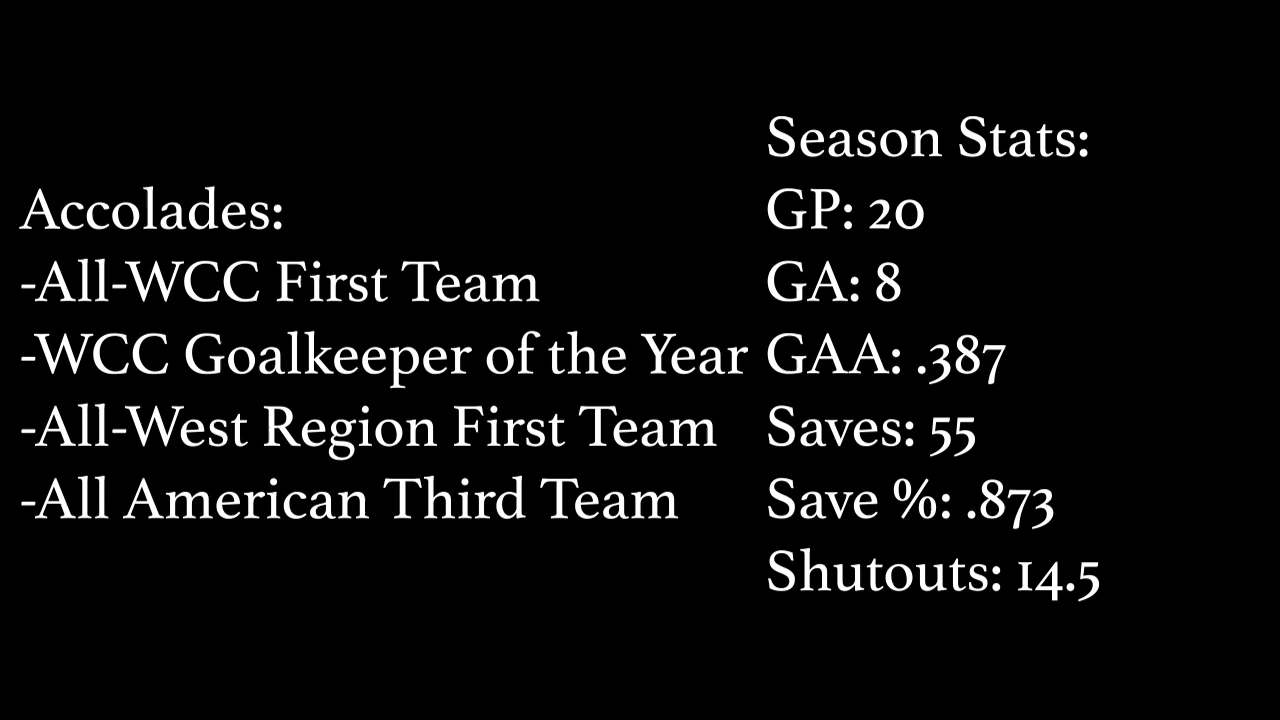 Accolades:
-All-WCC First Team
-WCC Goalkeeper of the Year
-All-West Region First Team
-All American Third Team
Season Stats:
GP: 20
GA: 8
GAA: .387
Saves: 55
Save %: .873
Shutouts: 14.5